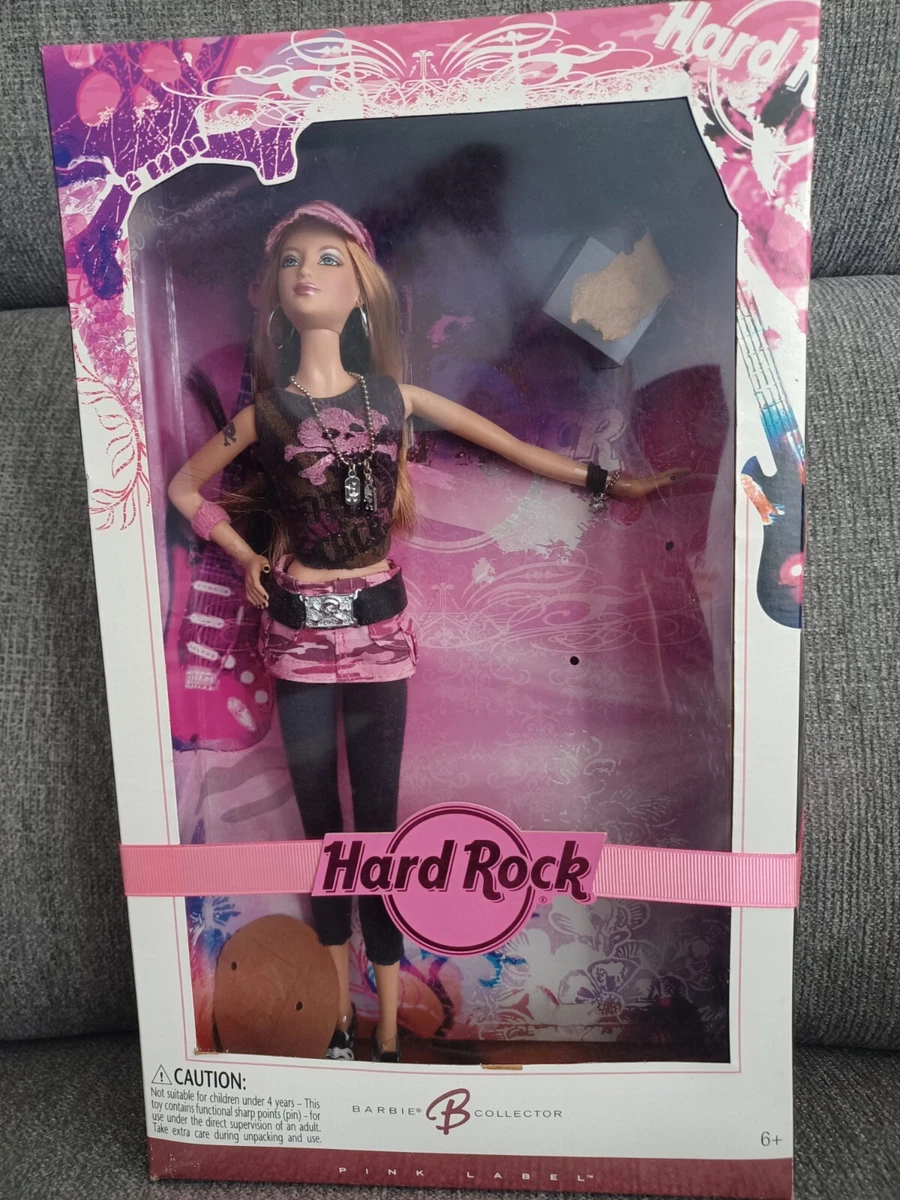 Hard R
R
Hard Rock®
⚠ CAUTION:
Not suitable for children under 4 years – This
toy contains functional sharp points (pin) – for
use under the direct supervision of an adult.
Take extra care during unpacking and use.
BARBIE® B COLLECTOR
6+
PINK LABEL™